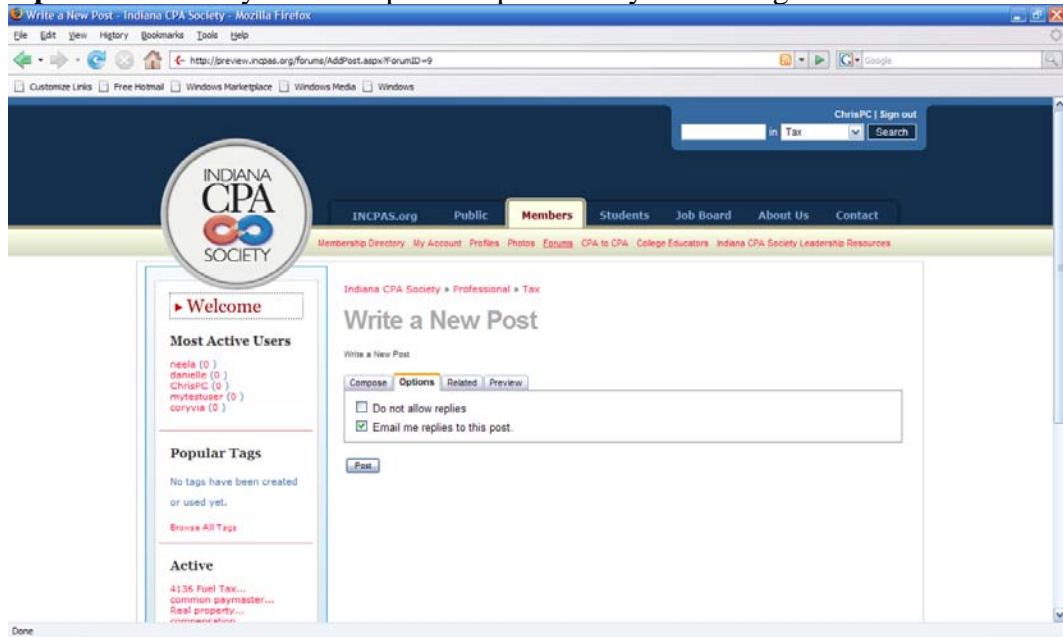 Write a New Post - Indiana CPA Society - Mozilla Firefox
File Edit View History Bookmarks Tools Help
http://preview.incpas.org/forums/AddPost.aspx?ForumID=9
Google
Customize Links Free Hotmail Windows Marketplace Windows Media Windows
ChrisPC | Sign out
in Tax Search
INDIANA
CPA
SOCIETY
INCPAS.org Public Members Students Job Board About Us Contact
Membership Directory My Account Profiles Photos Forums CPA to CPA College Educators Indiana CPA Society Leadership Resources
Indiana CPA Society » Professional » Tax
Welcome
Write a New Post
Most Active Users
Write a New Post
neela (0 )
danielle (0 )
ChrisPC (0 )
mytestuser (0 )
coryvia (0 )
Compose Options Related Preview
Do not allow replies
Email me replies to this post.
Post
Popular Tags
No tags have been created
or used yet.
Browse All Tags
Active
4136 Fuel Tax...
common paymaster...
Real property...
compensation
Done